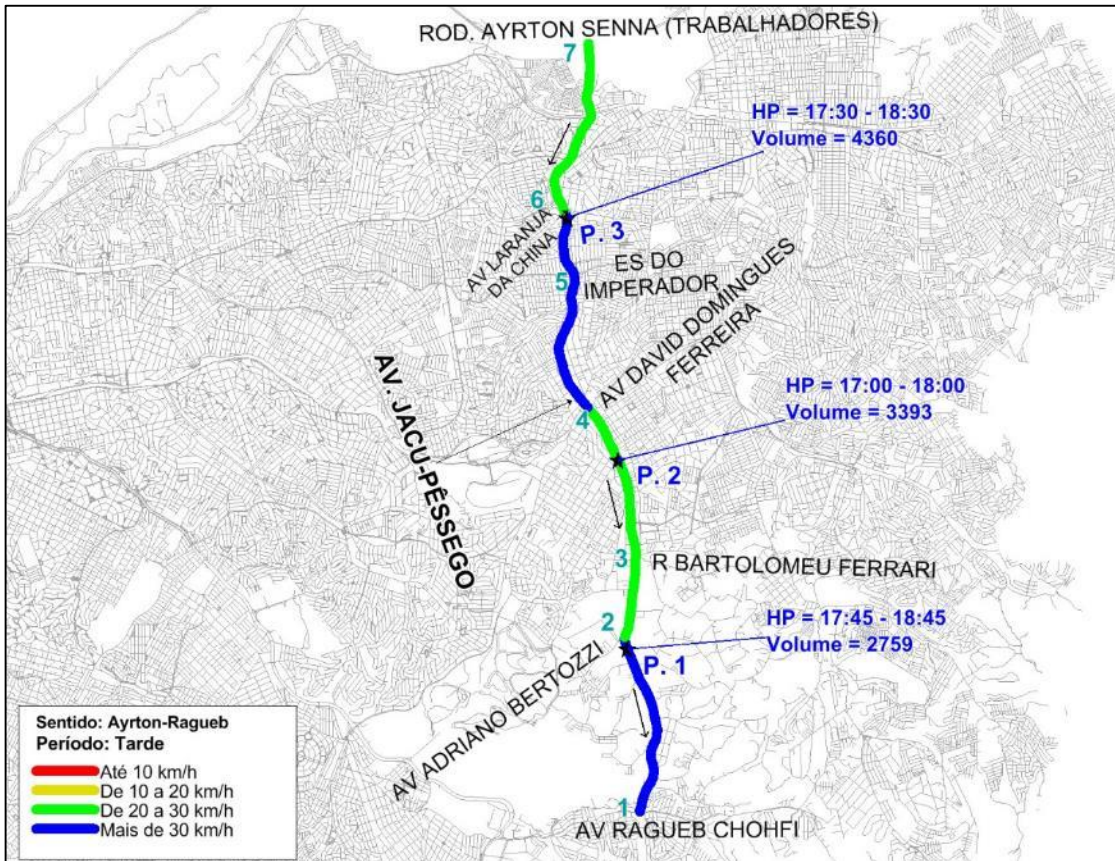 ROD. AYRTON SENNA (TRABALHADORES)
7
HP = 17:30 - 18:30
Volume = 4360
6
AV LARANJA
DA CHINA
P. 3
5
ES DO
IMPERADOR
AV DAVID DOMINGUES
FERREIRA
AV. JACU-PÊSSEGO
HP = 17:00 - 18:00
Volume = 3393
4
P. 2
3
R BARTOLOMEU FERRARI
2
HP = 17:45 - 18:45
Volume = 2759
P. 1
AV ADRIANO BERTOZZI
1
AV RAGUEB CHOHFI
Sentido: Ayrton-Ragueb
Período: Tarde
Até 10 km/h
De 10 a 20 km/h
De 20 a 30 km/h
Mais de 30 km/h